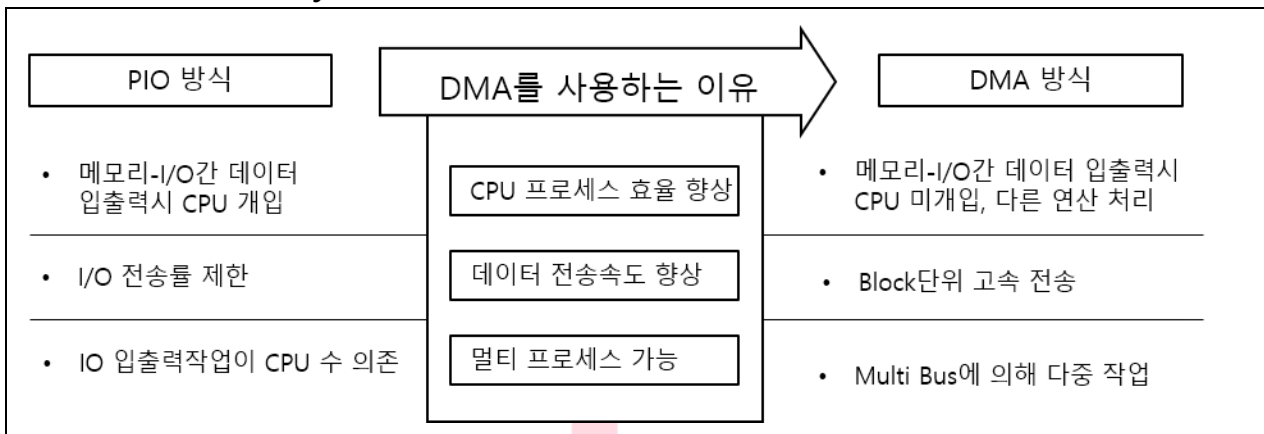 PIO 방식
DMA를 사용하는 이유
DMA 방식
• 메모리-I/O간 데이터
입출력시 CPU 개입
CPU 프로세스 효율 향상
• 메모리-I/O간 데이터 입출력시
CPU 미개입, 다른 연산 처리
• I/O 전송률 제한
데이터 전송속도 향상
• Block단위 고속 전송
• IO 입출력작업이 CPU 수 의존
멀티 프로세스 가능
• Multi Bus에 의해 다중 작업